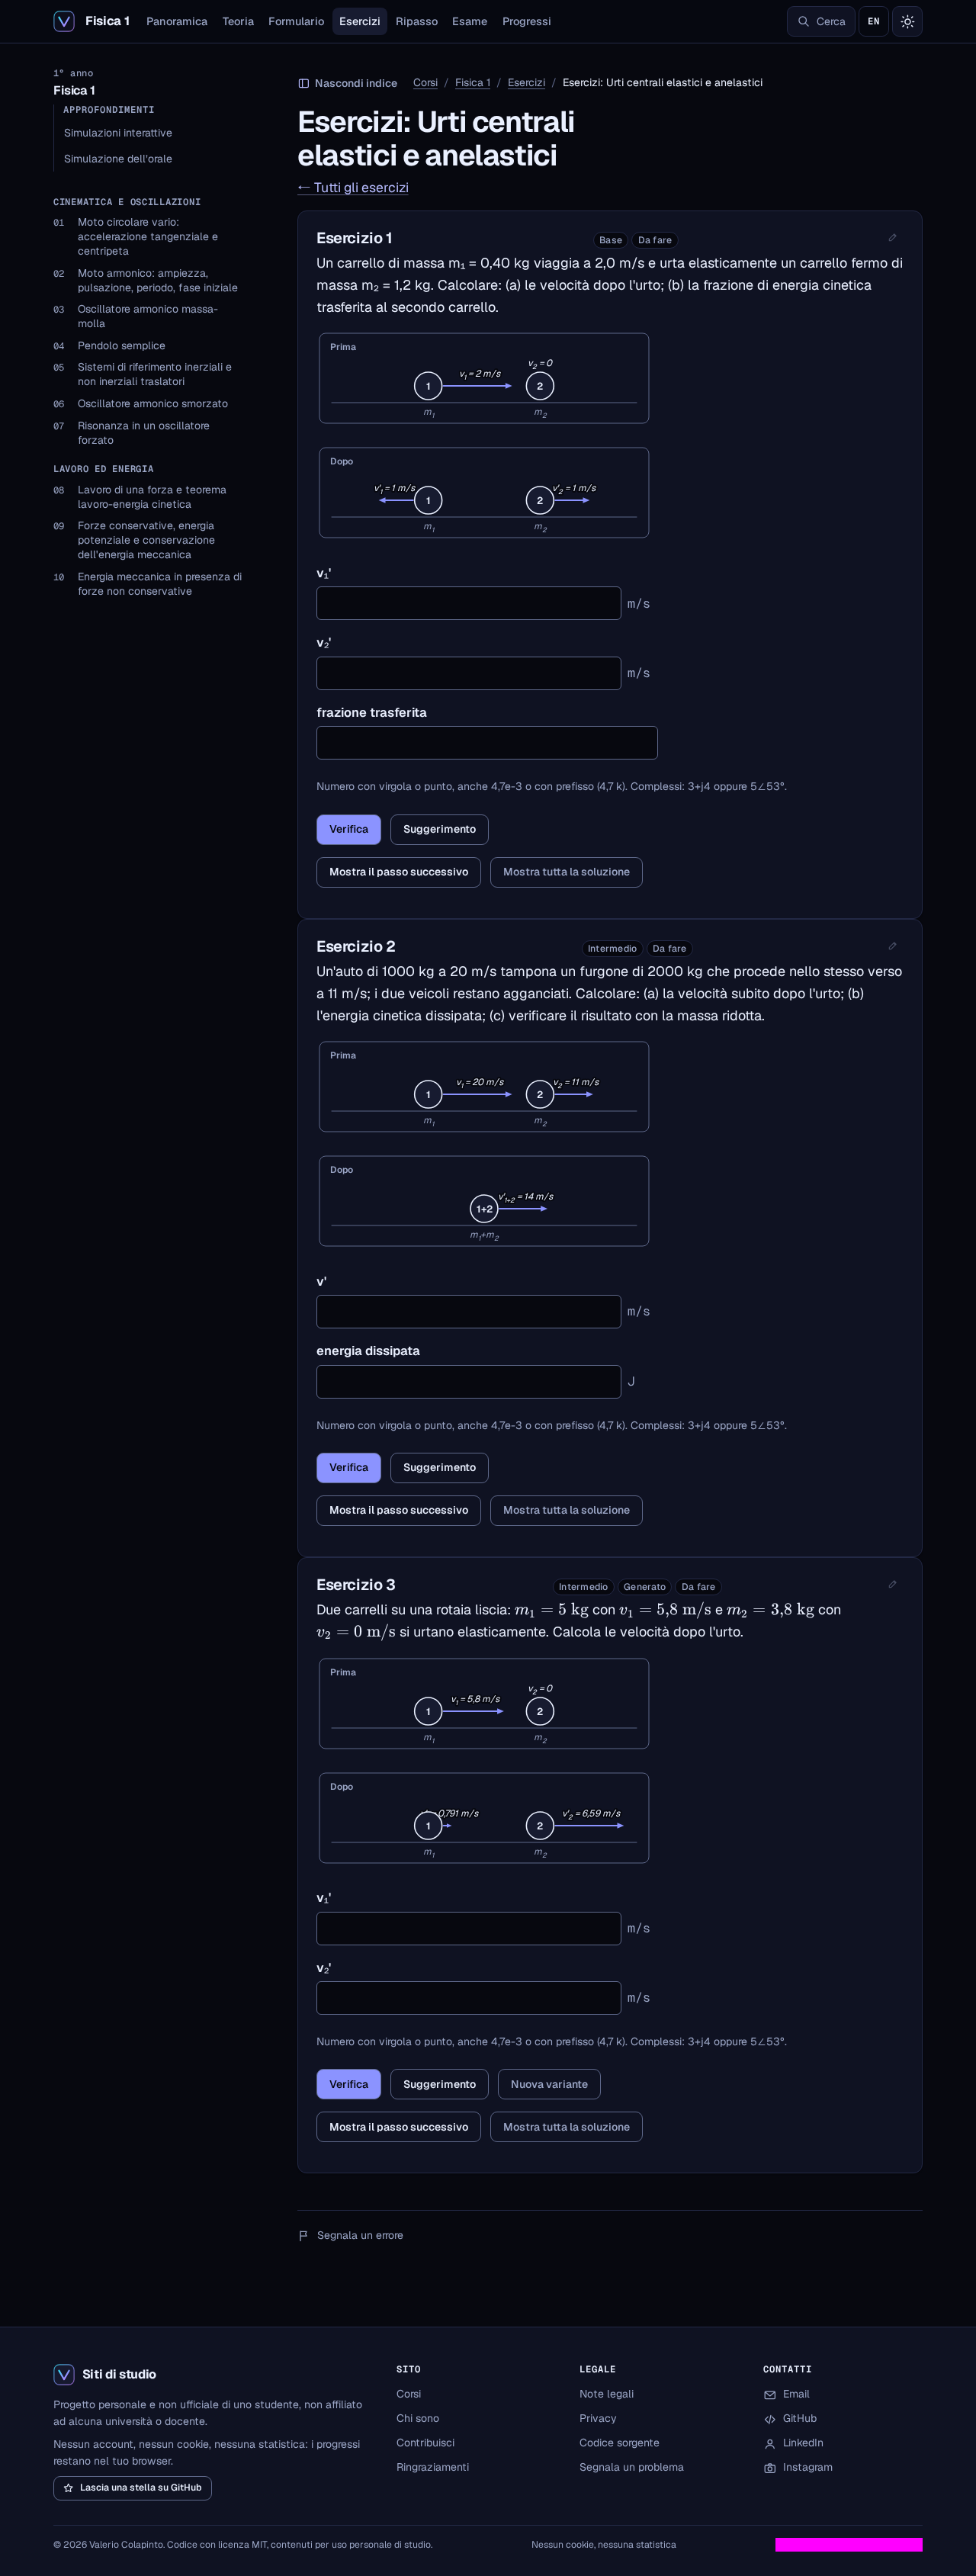 Fisica 1
Panoramica
Teoria
Formulario
Esercizi
Ripasso
Esame
Progressi
Cerca
EN
1° anno
Fisica 1
APPROFONDIMENTI
Simulazioni interattive
Simulazione dell'orale
CINEMATICA E OSCILLAZIONI
01 Moto circolare vario:
accelerazione tangenziale e
centripeta
02 Moto armonico: ampiezza,
pulsazione, periodo, fase iniziale
03 Oscillatore armonico massa-
molla
04 Pendolo semplice
05 Sistemi di riferimento inerziali e
non inerziali traslatori
06 Oscillatore armonico smorzato
07 Risonanza in un oscillatore
forzato
LAVORO ED ENERGIA
08 Lavoro di una forza e teorema
lavoro-energia cinetica
09 Forze conservative, energia
potenziale e conservazione
dell'energia meccanica
10 Energia meccanica in presenza di
forze non conservative
Nascondi indice
Corsi / Fisica 1 / Esercizi / Esercizi: Urti centrali elastici e anelastici
Esercizi: Urti centrali
elastici e anelastici
← Tutti gli esercizi
Esercizio 1
Base
Da fare
Un carrello di massa m₁ = 0,40 kg viaggia a 2,0 m/s e urta elasticamente un carrello fermo di
massa m₂ = 1,2 kg. Calcolare: (a) le velocità dopo l'urto; (b) la frazione di energia cinetica
trasferita al secondo carrello.
Prima
v₂ = 0
v₁ = 2 m/s
1
2
m₁
m₂
Dopo
v'₁ = 1 m/s
v'₂ = 1 m/s
1
2
m₁
m₂
v₁'
m/s
v₂'
m/s
frazione trasferita
Numero con virgola o punto, anche 4,7e-3 o con prefisso (4,7 k). Complessi: 3+j4 oppure 5∠53°.
Verifica
Suggerimento
Mostra il passo successivo
Mostra tutta la soluzione
Esercizio 2
Intermedio
Da fare
Un'auto di 1000 kg a 20 m/s tampona un furgone di 2000 kg che procede nello stesso verso
a 11 m/s; i due veicoli restano agganciati. Calcolare: (a) la velocità subito dopo l'urto; (b)
l'energia cinetica dissipata; (c) verificare il risultato con la massa ridotta.
Prima
v₁ = 20 m/s
v₂ = 11 m/s
1
2
m₁
m₂
Dopo
v'₁₊₂ = 14 m/s
1+2
m₁+m₂
v'
m/s
energia dissipata
J
Numero con virgola o punto, anche 4,7e-3 o con prefisso (4,7 k). Complessi: 3+j4 oppure 5∠53°.
Verifica
Suggerimento
Mostra il passo successivo
Mostra tutta la soluzione
Esercizio 3
Intermedio
Generato
Da fare
Due carrelli su una rotaia liscia: m₁ = 5 kg con v₁ = 5,8 m/s e m₂ = 3,8 kg con
v₂ = 0 m/s si urtano elasticamente. Calcola le velocità dopo l'urto.
Prima
v₂ = 0
v₁ = 5,8 m/s
1
2
m₁
m₂
Dopo
0,791 m/s
v'₂ = 6,59 m/s
1
2
m₁
m₂
v₁'
m/s
v₂'
m/s
Numero con virgola o punto, anche 4,7e-3 o con prefisso (4,7 k). Complessi: 3+j4 oppure 5∠53°.
Verifica
Suggerimento
Nuova variante
Mostra il passo successivo
Mostra tutta la soluzione
Segnala un errore
Siti di studio
Progetto personale e non ufficiale di uno studente, non affiliato
ad alcuna università o docente.
Nessun account, nessun cookie, nessuna statistica: i progressi
restano nel tuo browser.
Lascia una stella su GitHub
SITO
Corsi
Chi sono
Contribuisci
Ringraziamenti
LEGALE
Note legali
Privacy
Codice sorgente
Segnala un problema
CONTATTI
Email
GitHub
LinkedIn
Instagram
© 2026 Valerio Colapinto. Codice con licenza MIT, contenuti per uso personale di studio.
Nessun cookie, nessuna statistica